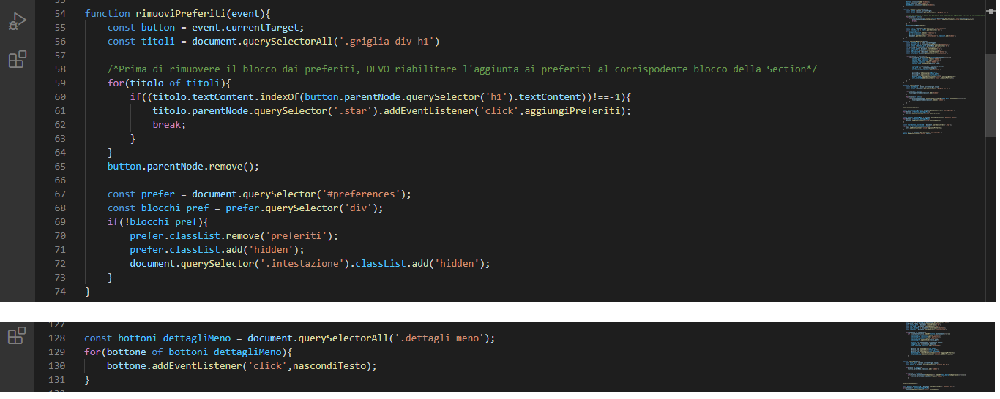 54 function rimuoviPreferiti(event){
55 const button = event.currentTarget;
56 const titoli = document.querySelectorAll('.griglia div h1')
57
58 /*Prima di rimuovere il blocco dai preferiti, DEVO riabilitare l'aggiunta ai preferiti al corrispodente blocco della Section*/
59 for(titolo of titoli){
60 if((titolo.textContent.indexOf(button.parentNode.querySelector('h1').textContent))!==-1){
61 titolo.parentNode.querySelector('.star').addEventListener('click',aggiungiPreferiti);
62 break;
63 }
64 }
65 button.parentNode.remove();
66
67 const prefer = document.querySelector('#preferences');
68 const blocchi_pref = prefer.querySelector('div');
69 if(!blocchi_pref){
70 prefer.classList.remove('preferiti');
71 prefer.classList.add('hidden');
72 document.querySelector('.intestazione').classList.add('hidden');
73 }
74 }
127
128 const bottoni_dettagliMeno = document.querySelectorAll('.dettagli_meno');
129 for(bottone of bottoni_dettagliMeno){
130 bottone.addEventListener('click',nascondiTesto);
131 }